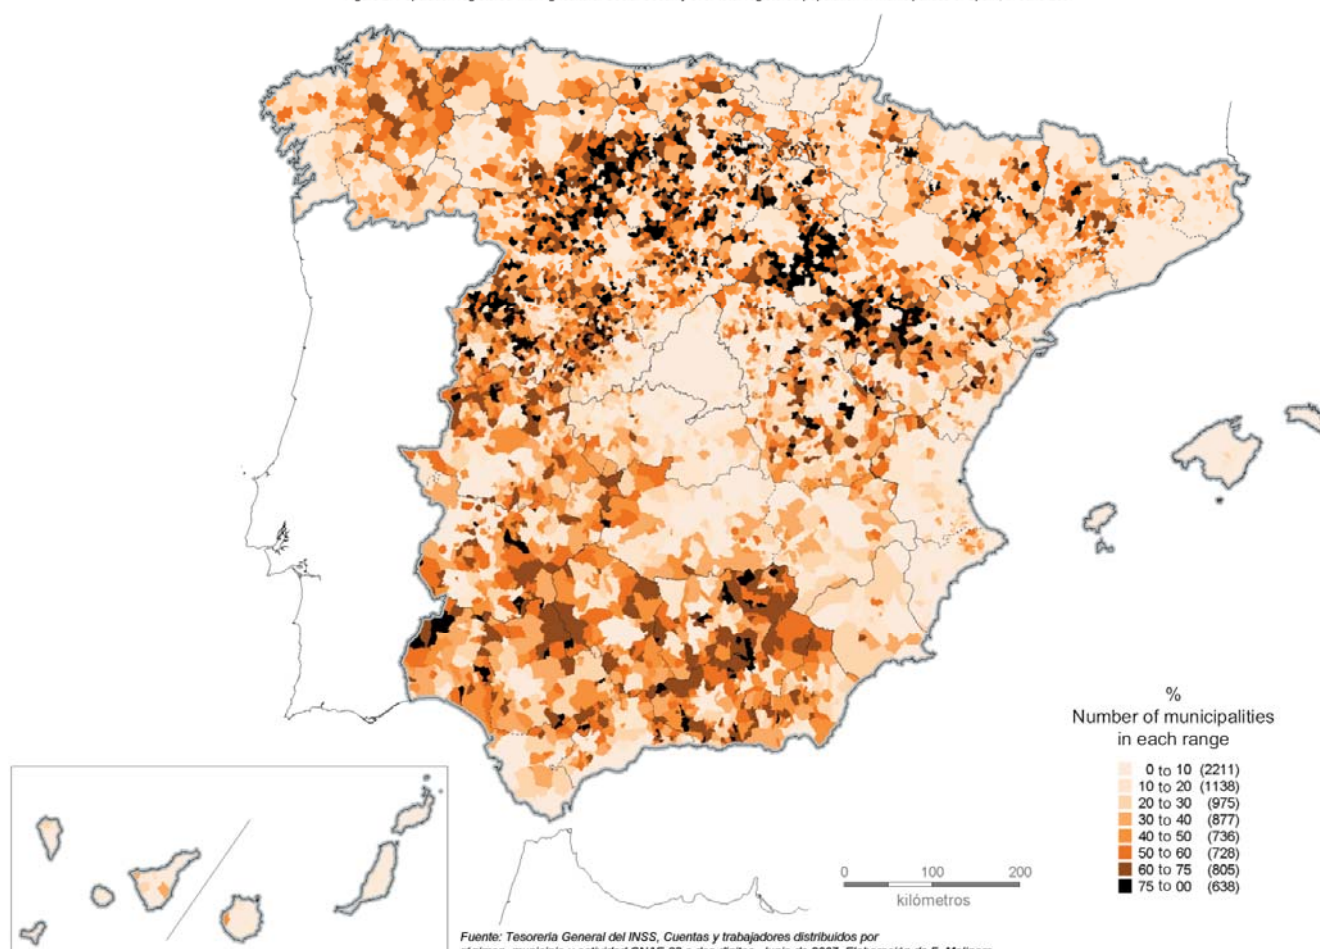 %
Number of municipalities
in each range
0 to 10 (2211)
10 to 20 (1138)
20 to 30 (975)
30 to 40 (877)
40 to 50 (736)
50 to 60 (728)
60 to 75 (805)
75 to 00 (638)
0 100 200
kilómetros
Fuente: Tesorería General del INSS, Cuentas y trabajadores distribuidos por